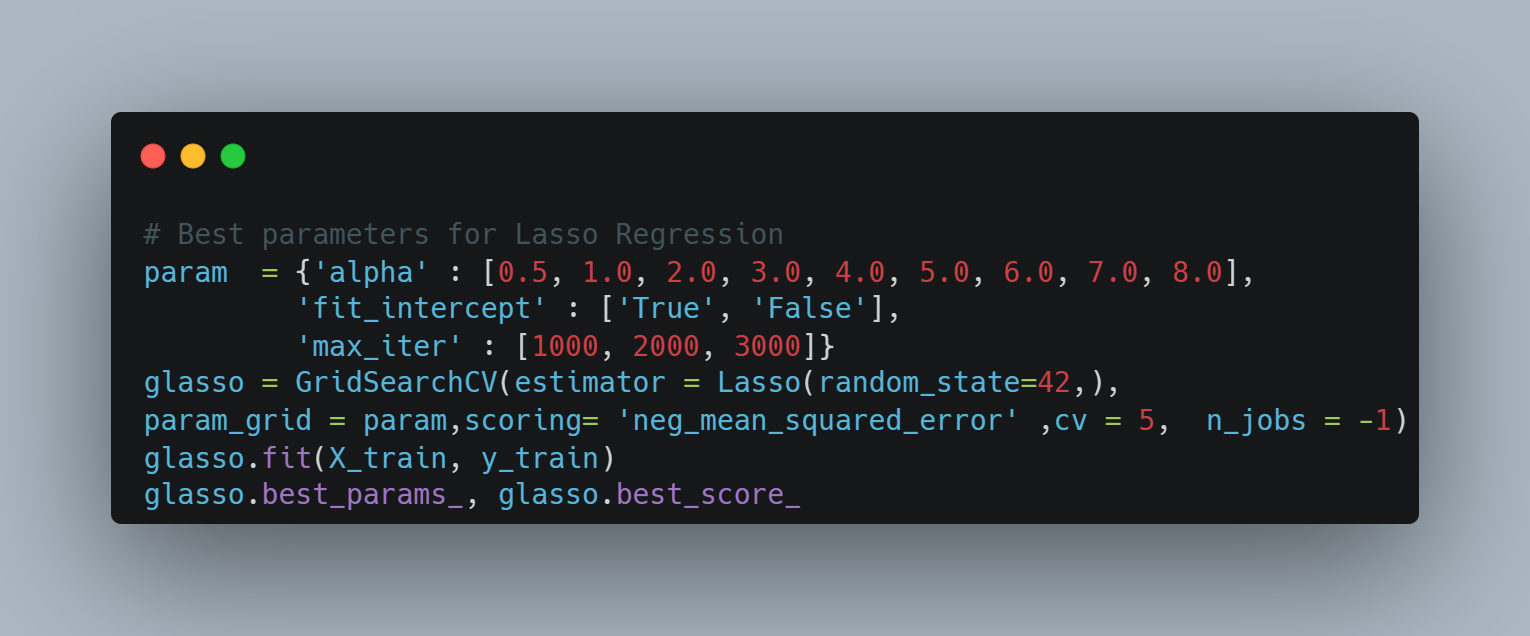 # Best parameters for Lasso Regression
param  = {'alpha' : [0.5, 1.0, 2.0, 3.0, 4.0, 5.0, 6.0, 7.0, 8.0],
         'fit_intercept' : ['True', 'False'],
         'max_iter' : [1000, 2000, 3000]}
glasso = GridSearchCV(estimator = Lasso(random_state=42,),
param_grid = param,scoring= 'neg_mean_squared_error' ,cv = 5,  n_jobs = -1)
glasso.fit(X_train, y_train)
glasso.best_params_, glasso.best_score_